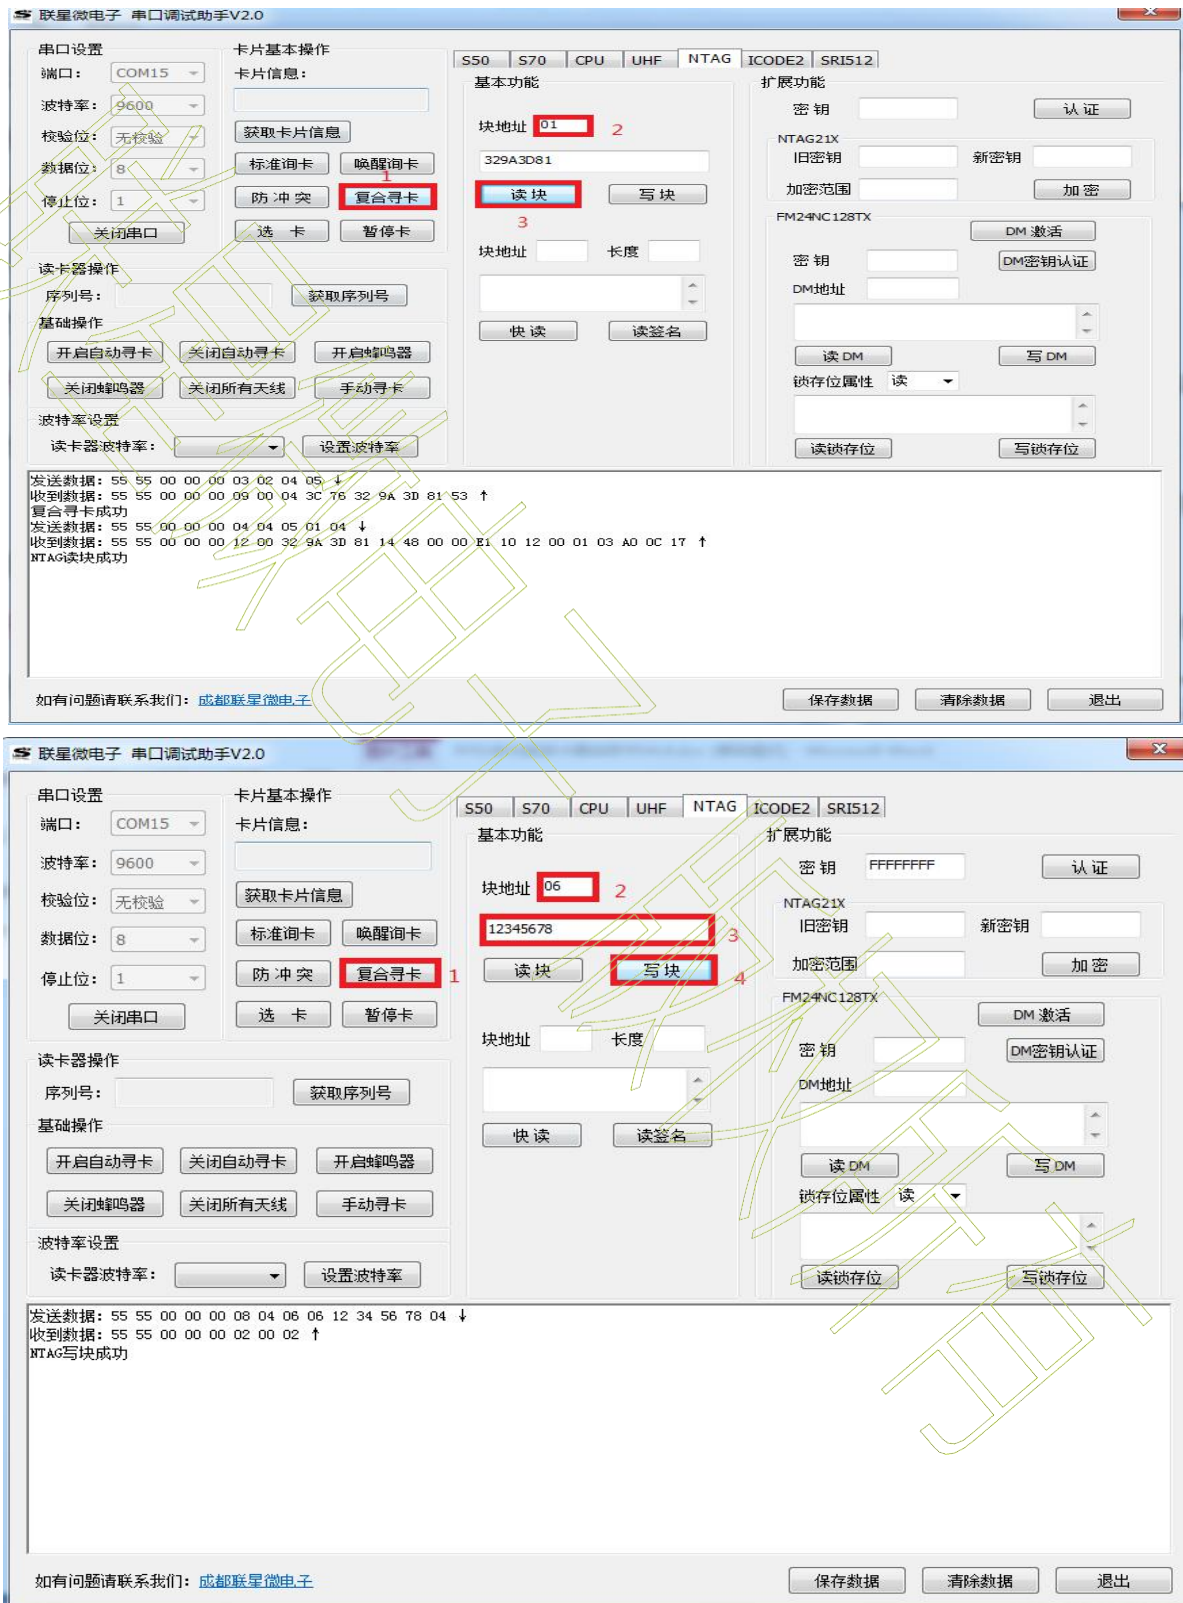 联星微电子 串口调试助手V2.0
串口设置
端口： COM15
波特率： 9600
校验位： 无校验
数据位： 8
停止位： 1
关闭串口
卡片基本操作
卡片信息：
获取卡片信息
标准询卡 唤醒询卡
1
防 冲 突 复合寻卡
选 卡 暂停卡
读卡器操作
序列号： 获取序列号
基础操作
开启自动寻卡 关闭自动寻卡 开启蜂鸣器
关闭蜂鸣器 关闭所有天线 手动寻卡
波特率设置
读卡器波特率： 设置波特率
S50 S70 CPU UHF NTAG ICODE2 SRI512
基本功能
块地址 01 2
329A3D81
读 块 写 块
3
块地址 长度
快 读 读签名
扩展功能
密 钥 认 证
NTAG21X
旧密钥 新密钥
加密范围 加 密
FM24NC128TX
DM 激活
密 钥 DM密钥认证
DM地址
读 DM 写 DM
锁存位属性 读
读锁存位 写锁存位
发送数据：55 55 00 00 00 03 02 04 05 ↓
收到数据：55 55 00 00 00 09 00 04 3C 76 32 9A 3D 81 53 ↑
复合寻卡成功
发送数据：55 55 00 00 00 04 04 05 01 04 ↓
收到数据：55 55 00 00 00 12 00 32 9A 3D 81 14 48 00 00 E1 10 12 00 01 03 A0 0C 17 ↑
NTAG读块成功
如有问题请联系我们：成都联星微电子
保存数据 清除数据 退出
联星微电子 串口调试助手V2.0
串口设置
端口： COM15
波特率： 9600
校验位： 无校验
数据位： 8
停止位： 1
关闭串口
卡片基本操作
卡片信息：
获取卡片信息
标准询卡 唤醒询卡
防 冲 突 复合寻卡 1
选 卡 暂停卡
读卡器操作
序列号： 获取序列号
基础操作
开启自动寻卡 关闭自动寻卡 开启蜂鸣器
关闭蜂鸣器 关闭所有天线 手动寻卡
波特率设置
读卡器波特率： 设置波特率
S50 S70 CPU UHF NTAG ICODE2 SRI512
基本功能
块地址 06 2
12345678 3
读 块 写 块 4
块地址 长度
快 读 读签名
扩展功能
密 钥 FFFFFFFF 认 证
NTAG21X
旧密钥 新密钥
加密范围 加 密
FM24NC128TX
DM 激活
密 钥 DM密钥认证
DM地址
读 DM 写 DM
锁存位属性 读
读锁存位 写锁存位
发送数据：55 55 00 00 00 08 04 06 06 12 34 56 78 04 ↓
收到数据：55 55 00 00 00 02 00 02 ↑
NTAG写块成功
如有问题请联系我们：成都联星微电子
保存数据 清除数据 退出